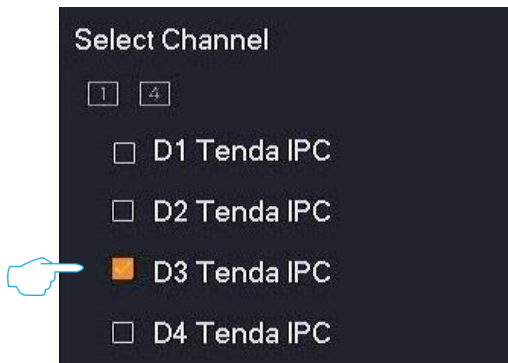 Select Channel
1 4
D1 Tenda IPC
D2 Tenda IPC
D3 Tenda IPC
D4 Tenda IPC